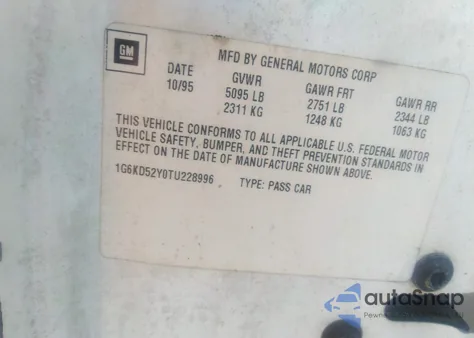 GM
MFD BY GENERAL MOTORS CORP
DATE GVWR GAWR FRT GAWR RR
10/95 5095 LB 2751 LB 2344 LB
2311 KG 1248 KG 1063 KG
THIS VEHICLE CONFORMS TO ALL APPLICABLE U.S. FEDERAL MOTOR
VEHICLE SAFETY, BUMPER, AND THEFT PREVENTION STANDARDS IN
EFFECT ON THE DATE OF MANUFACTURE SHOWN ABOVE.
1G6KD52Y0TU228996 TYPE: PASS CAR
autoSnap